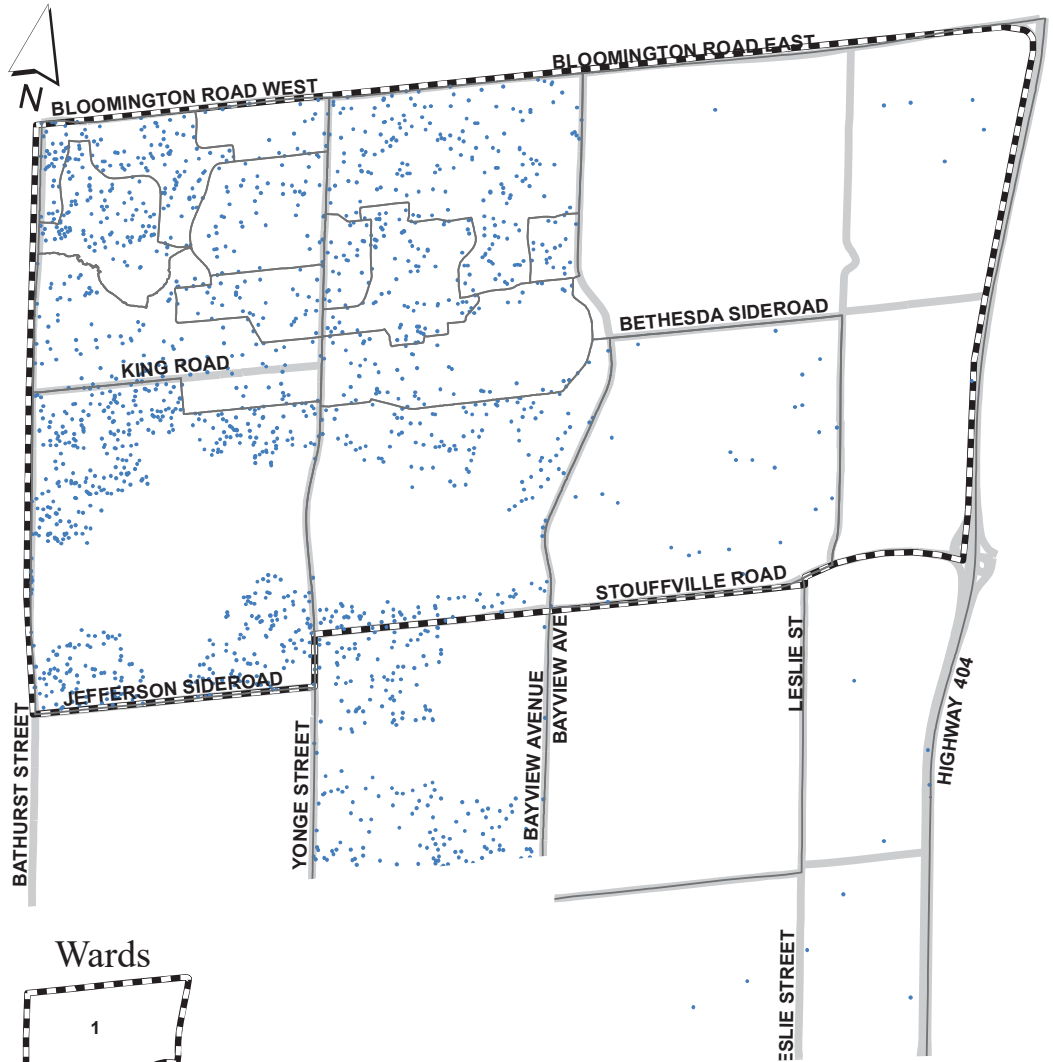 BLOOMINGTON ROAD EAST
N
BLOOMINGTON ROAD WEST
BETHESDA SIDEROAD
KING ROAD
STOUFFVILLE ROAD
JEFFERSON SIDEROAD
BATHURST STREET
YONGE STREET
BAYVIEW AVENUE
BAYVIEW AVE
LESLIE ST
HIGHWAY 404
Wards
1
ESLIE STREET